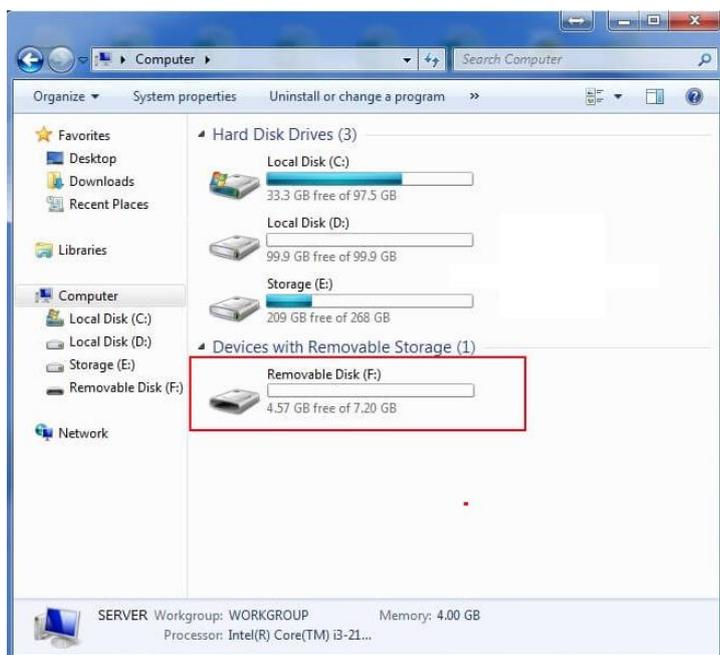 Computer
Search Computer
Organize
System properties
Uninstall or change a program
»
Favorites
Desktop
Downloads
Recent Places
Libraries
Computer
Local Disk (C:)
Local Disk (D:)
Storage (E:)
Removable Disk (F:)
Network
Hard Disk Drives (3)
Local Disk (C:)
33.3 GB free of 97.5 GB
Local Disk (D:)
99.9 GB free of 99.9 GB
Storage (E:)
209 GB free of 268 GB
Devices with Removable Storage (1)
Removable Disk (F:)
4.57 GB free of 7.20 GB
SERVER Workgroup: WORKGROUP Memory: 4.00 GB
Processor: Intel(R) Core(TM) i3-21...